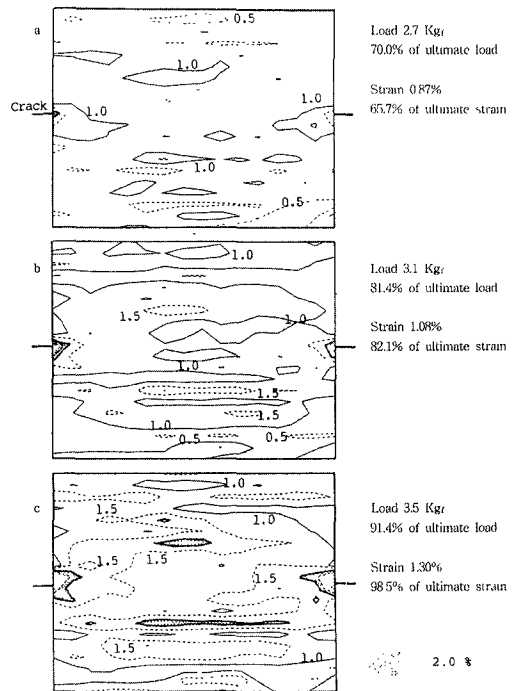 a
0.5
Load 2.7 Kgf
70.0% of ultimate load
1.0
Strain 0.87%
65.7% of ultimate strain
1.0
Crack
1.0
1.0
0.5
b
1.0
Load 3.1 Kgf
81.4% of ultimate load
1.5
1.0
Strain 1.08%
82.1% of ultimate strain
1.0
1.5
1.5
1.0
0.5
0.5
c
1.0
Load 3.5 Kgf
91.4% of ultimate load
1.0
1.5
1.5
1.5
Strain 1.30%
98.5% of ultimate strain
1.5
1.0
2.0 %